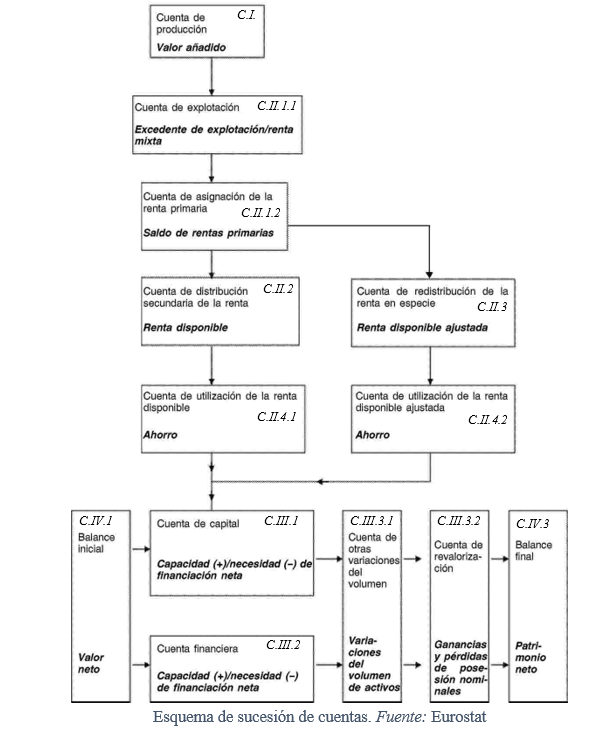 Cuenta de
producción
C.I.
Valor añadido
Cuenta de explotación C.II.1.1
Excedente de explotación/renta
mixta
Cuenta de asignación de la
renta primaria
C.II.1.2
Saldo de rentas primarias
Cuenta de distribución
secundaria de la renta
C.II.2
Renta disponible
Cuenta de redistribución de la
renta en especie
C.II.3
Renta disponible ajustada
Cuenta de utilización de la renta
disponible
C.II.4.1
Ahorro
Cuenta de utilización de la renta
disponible ajustada
C.II.4.2
Ahorro
C.IV.1
Balance
inicial
Valor
neto
Cuenta de capital C.III.1
Capacidad (+)/necesidad (–) de
financiación neta
Cuenta financiera C.III.2
Capacidad (+)/necesidad (–)
de financiación neta
C.III.3.1
Cuenta de
otras
variaciones
del
volumen
Varia-
ciones
del
volumen
de activos
C.III.3.2
Cuenta de
revaloriza-
ción
Ganancias
y pérdidas
de pose-
sión nomi-
nales
C.IV.3
Balance
final
Patri-
monio
neto
Esquema de sucesión de cuentas. Fuente: Eurostat